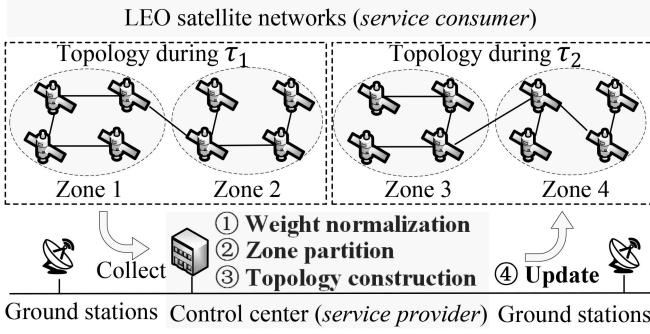 LEO satellite networks (service consumer)
Topology during τ1
Topology during τ2
Zone 1
Zone 2
Zone 3
Zone 4
Collect
① Weight normalization
② Zone partition
③ Topology construction
④ Update
Ground stations
Control center (service provider)
Ground stations